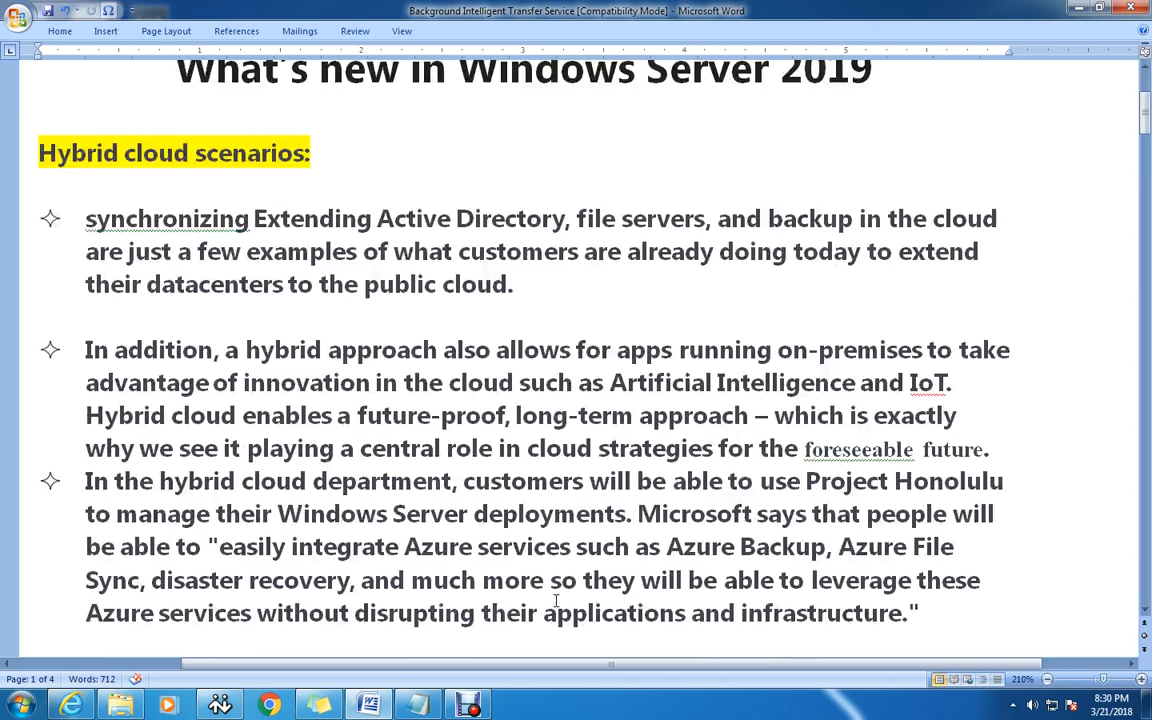 Background Intelligent Transfer Service [Compatibility Mode] - Microsoft Word
Home Insert Page Layout References Mailings Review View
1 2 3 4 5
What's new in Windows Server 2019
Hybrid cloud scenarios:
synchronizing Extending Active Directory, file servers, and backup in the cloud
are just a few examples of what customers are already doing today to extend
their datacenters to the public cloud.
In addition, a hybrid approach also allows for apps running on-premises to take
advantage of innovation in the cloud such as Artificial Intelligence and IoT.
Hybrid cloud enables a future-proof, long-term approach – which is exactly
why we see it playing a central role in cloud strategies for the foreseeable future.
In the hybrid cloud department, customers will be able to use Project Honolulu
to manage their Windows Server deployments. Microsoft says that people will
be able to "easily integrate Azure services such as Azure Backup, Azure File
Sync, disaster recovery, and much more so they will be able to leverage these
Azure services without disrupting their applications and infrastructure."
Page: 1 of 4 Words: 712 210%
8:30 PM
3/21/2018